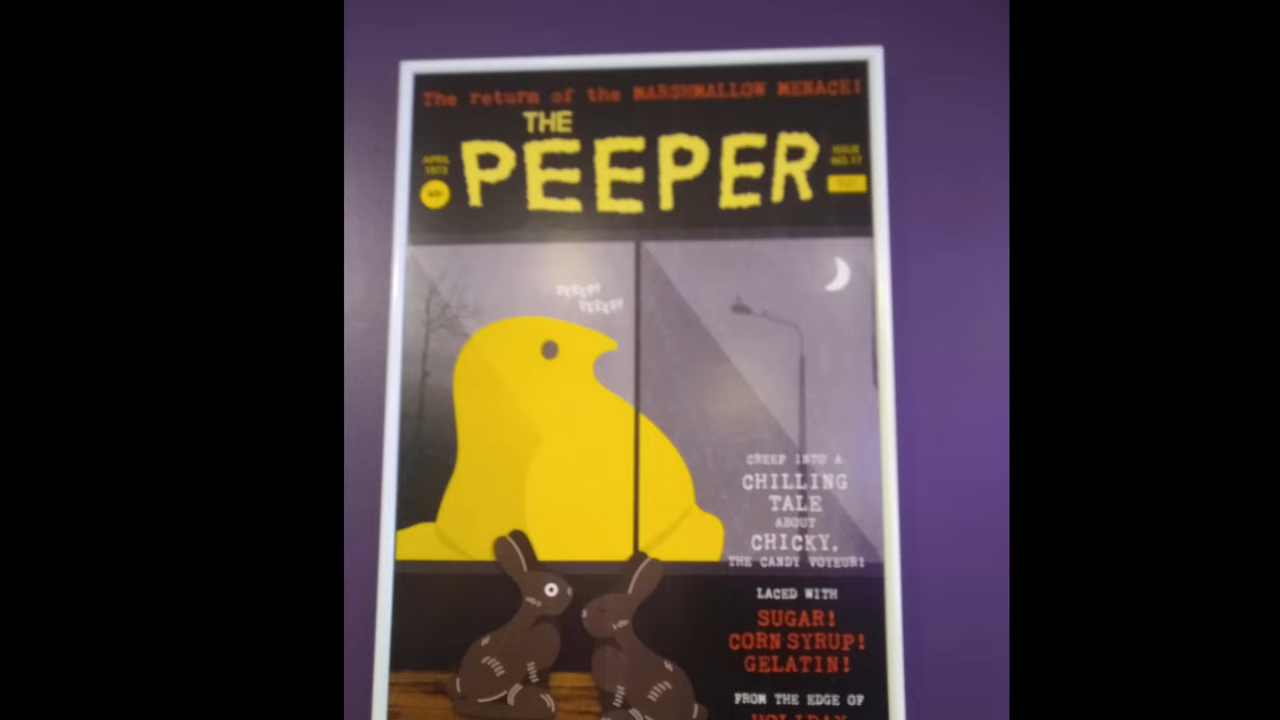 The return of the MARSHMALLOW MENACE!
THE
PEEPER
APRIL
1973
ISSUE
NO.17
PEEP!
PEEP!
CREEP INTO A
CHILLING
TALE
ABOUT
CHICKY,
THE CANDY VOYEUR!
LACED WITH
SUGAR!
CORN SYRUP!
GELATIN!
FROM THE EDGE OF
HOLIDAY